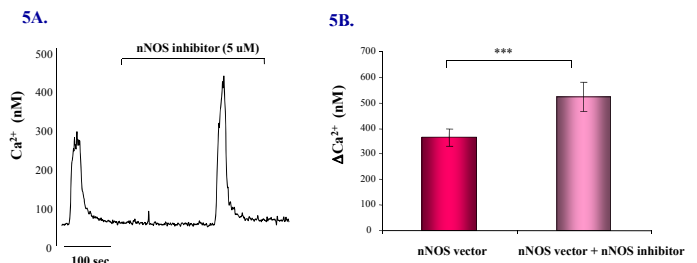 5A.
nNOS inhibitor (5 uM)
Ca²⁺ (nM)
500
400
300
200
100
0
100 sec
5B.
***
ΔCa²⁺ (nM)
700
600
500
400
300
200
100
0
nNOS vector
nNOS vector + nNOS inhibitor